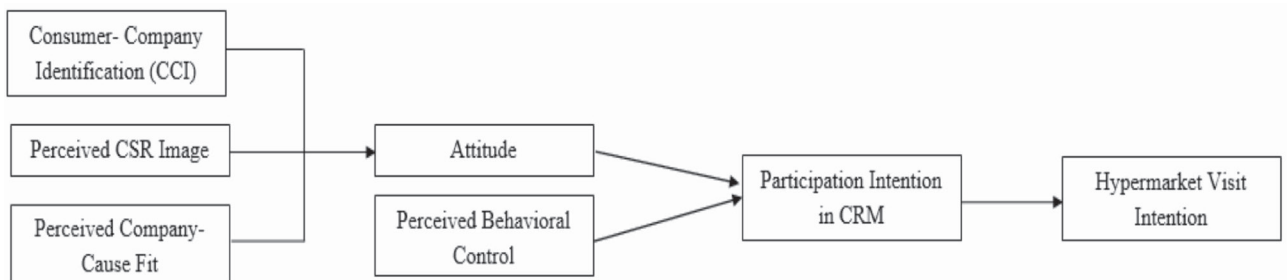 Consumer- Company
Identification (CCI)
Perceived CSR Image
Perceived Company-
Cause Fit
Attitude
Perceived Behavioral
Control
Participation Intention
in CRM
Hypermarket Visit
Intention